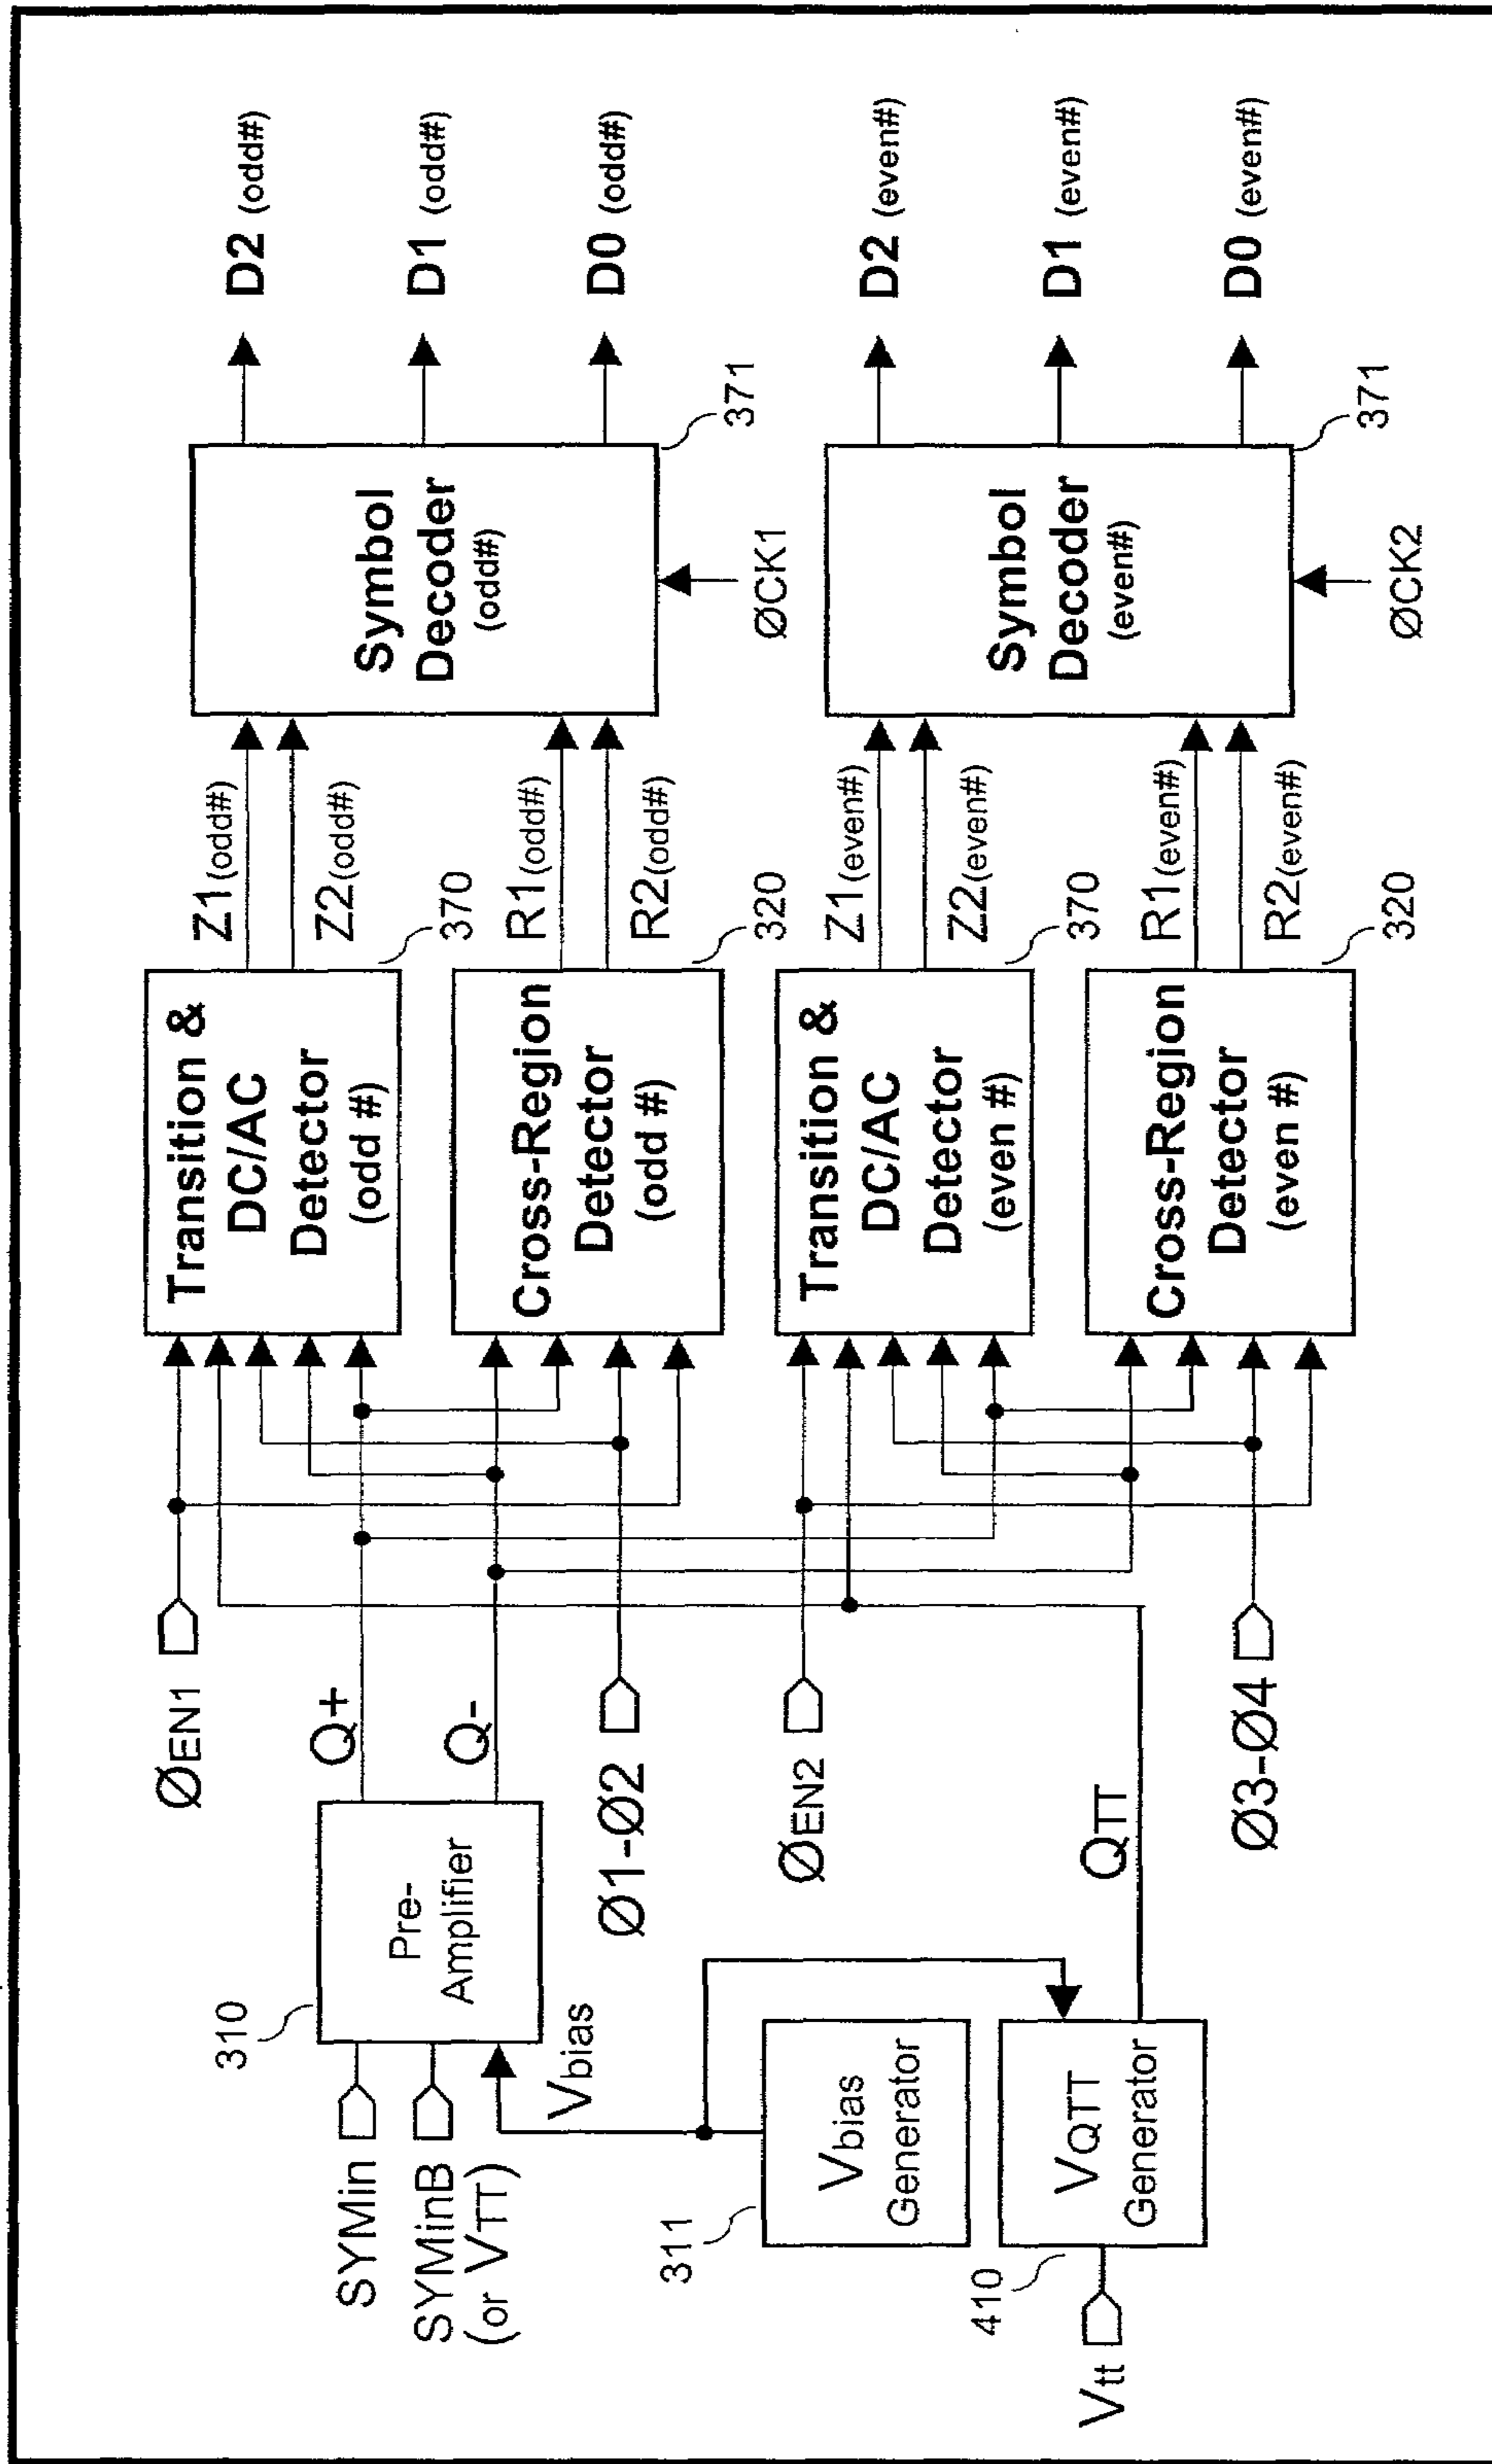 SYMin
SYMinB
(or VTT)
310
Pre-
Amplifier
Vbias
311
Vbias
Generator
410
Vtt
VQTT
Generator
ØEN1
Q+
Q-
Ø1-Ø2
ØEN2
QTT
Ø3-Ø4
Transition &
DC/AC
Detector
(odd #)
370
Cross-Region
Detector
(odd #)
320
Transition &
DC/AC
Detector
(even #)
370
Cross-Region
Detector
(even #)
320
Z1(odd#)
Z2(odd#)
R1(odd#)
R2(odd#)
Z1(even#)
Z2(even#)
R1(even#)
R2(even#)
Symbol
Decoder
(odd#)
371
ØCK1
Symbol
Decoder
(even#)
371
ØCK2
D2 (odd#)
D1 (odd#)
D0 (odd#)
D2 (even#)
D1 (even#)
D0 (even#)